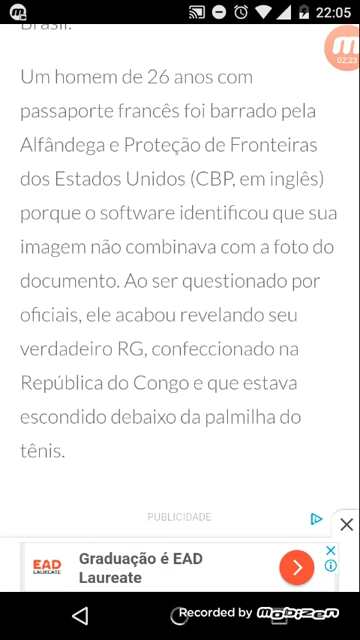 22:05
Brasil.
02:23
Um homem de 26 anos com
passaporte francês foi barrado pela
Alfândega e Proteção de Fronteiras
dos Estados Unidos (CBP, em inglês)
porque o software identificou que sua
imagem não combinava com a foto do
documento. Ao ser questionado por
oficiais, ele acabou revelando seu
verdadeiro RG, confeccionado na
República do Congo e que estava
escondido debaixo da palmilha do
tênis.
PUBLICIDADE
EAD
LAUREATE
Graduação é EAD
Laureate
Recorded by mobizen